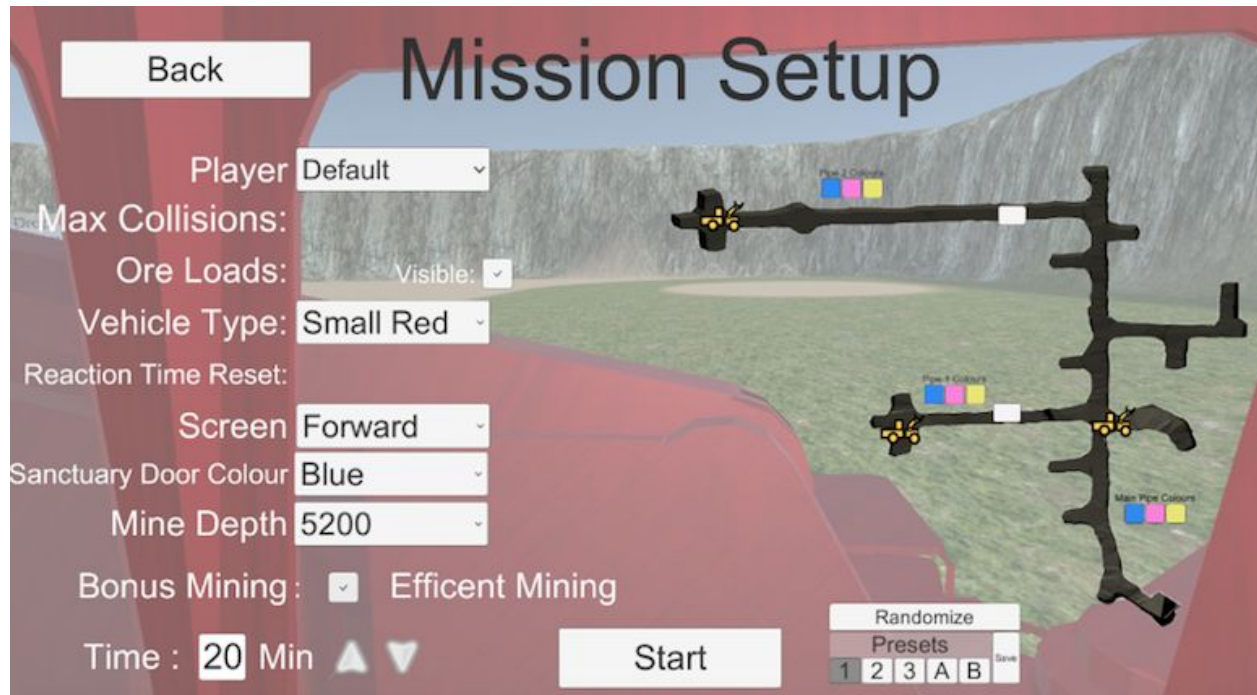 Back
Mission Setup
Player Default
Pipe 2 Colours
Max Collisions:
Ore Loads: Visible:
Vehicle Type: Small Red
Reaction Time Reset:
Pipe 1 Colours
Screen Forward
Sanctuary Door Colour Blue
Main Pipe Colours
Mine Depth 5200
Bonus Mining : Efficent Mining
Randomize
Presets
Save
1 2 3 A B
Time : 20 Min
Start